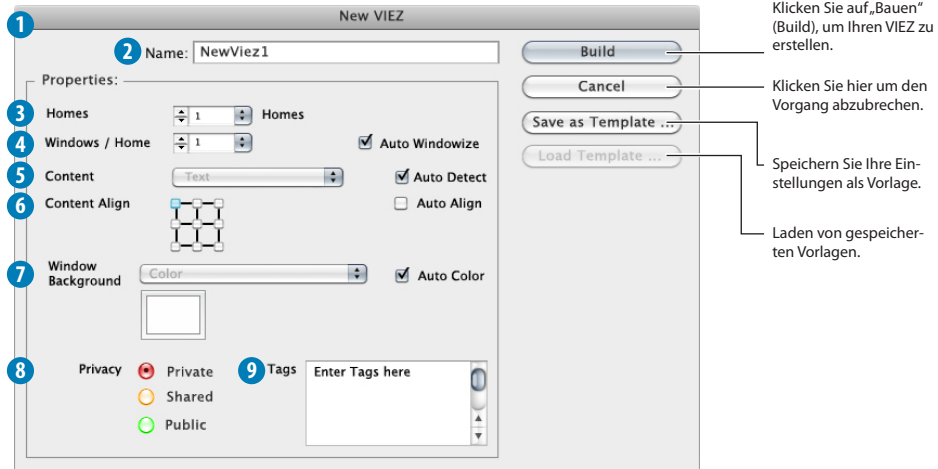 New VIEZ
1
2 Name: NewViez1
Properties:
3 Homes 1 Homes
4 Windows / Home 1 Auto Windowize
5 Content Text Auto Detect
6 Content Align Auto Align
7 Window
Background Color Auto Color
8 Privacy Private
Shared
Public
9 Tags Enter Tags here
Build
Cancel
Save as Template ...
Load Template ...
Klicken Sie auf „Bauen“
(Build), um Ihren VIEZ zu
erstellen.
Klicken Sie hier um den
Vorgang abzubrechen.
Speichern Sie Ihre Ein-
stellungen als Vorlage.
Laden von gespeicher-
ten Vorlagen.